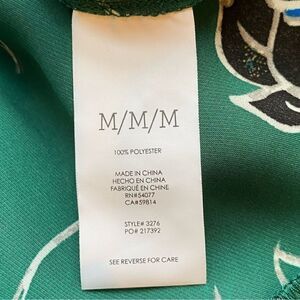 M/M/M
100% POLYESTER
MADE IN CHINA
HECHO EN CHINA
FABRIQUÉ EN CHINE
RN#54077
CA#59814
STYLE# 3276
PO# 217392
SEE REVERSE FOR CARE